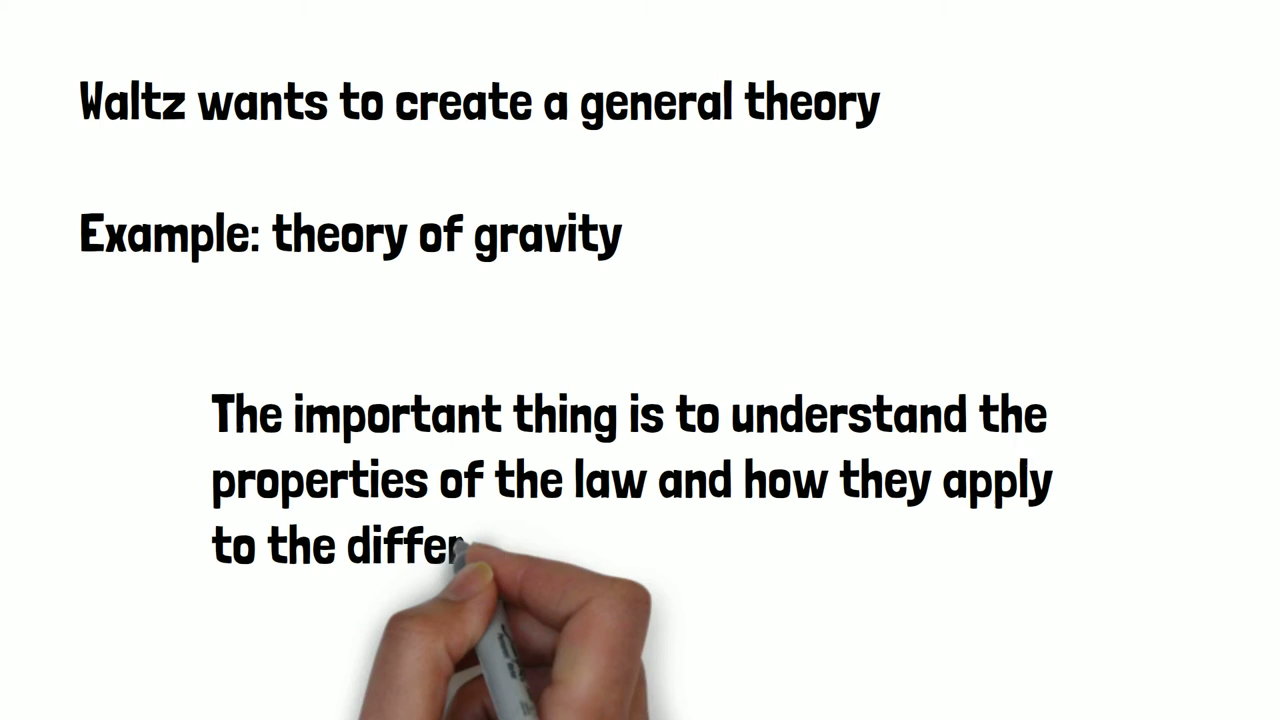 Waltz wants to create a general theory
Example: theory of gravity
The important thing is to understand the
properties of the law and how they apply
to the differ